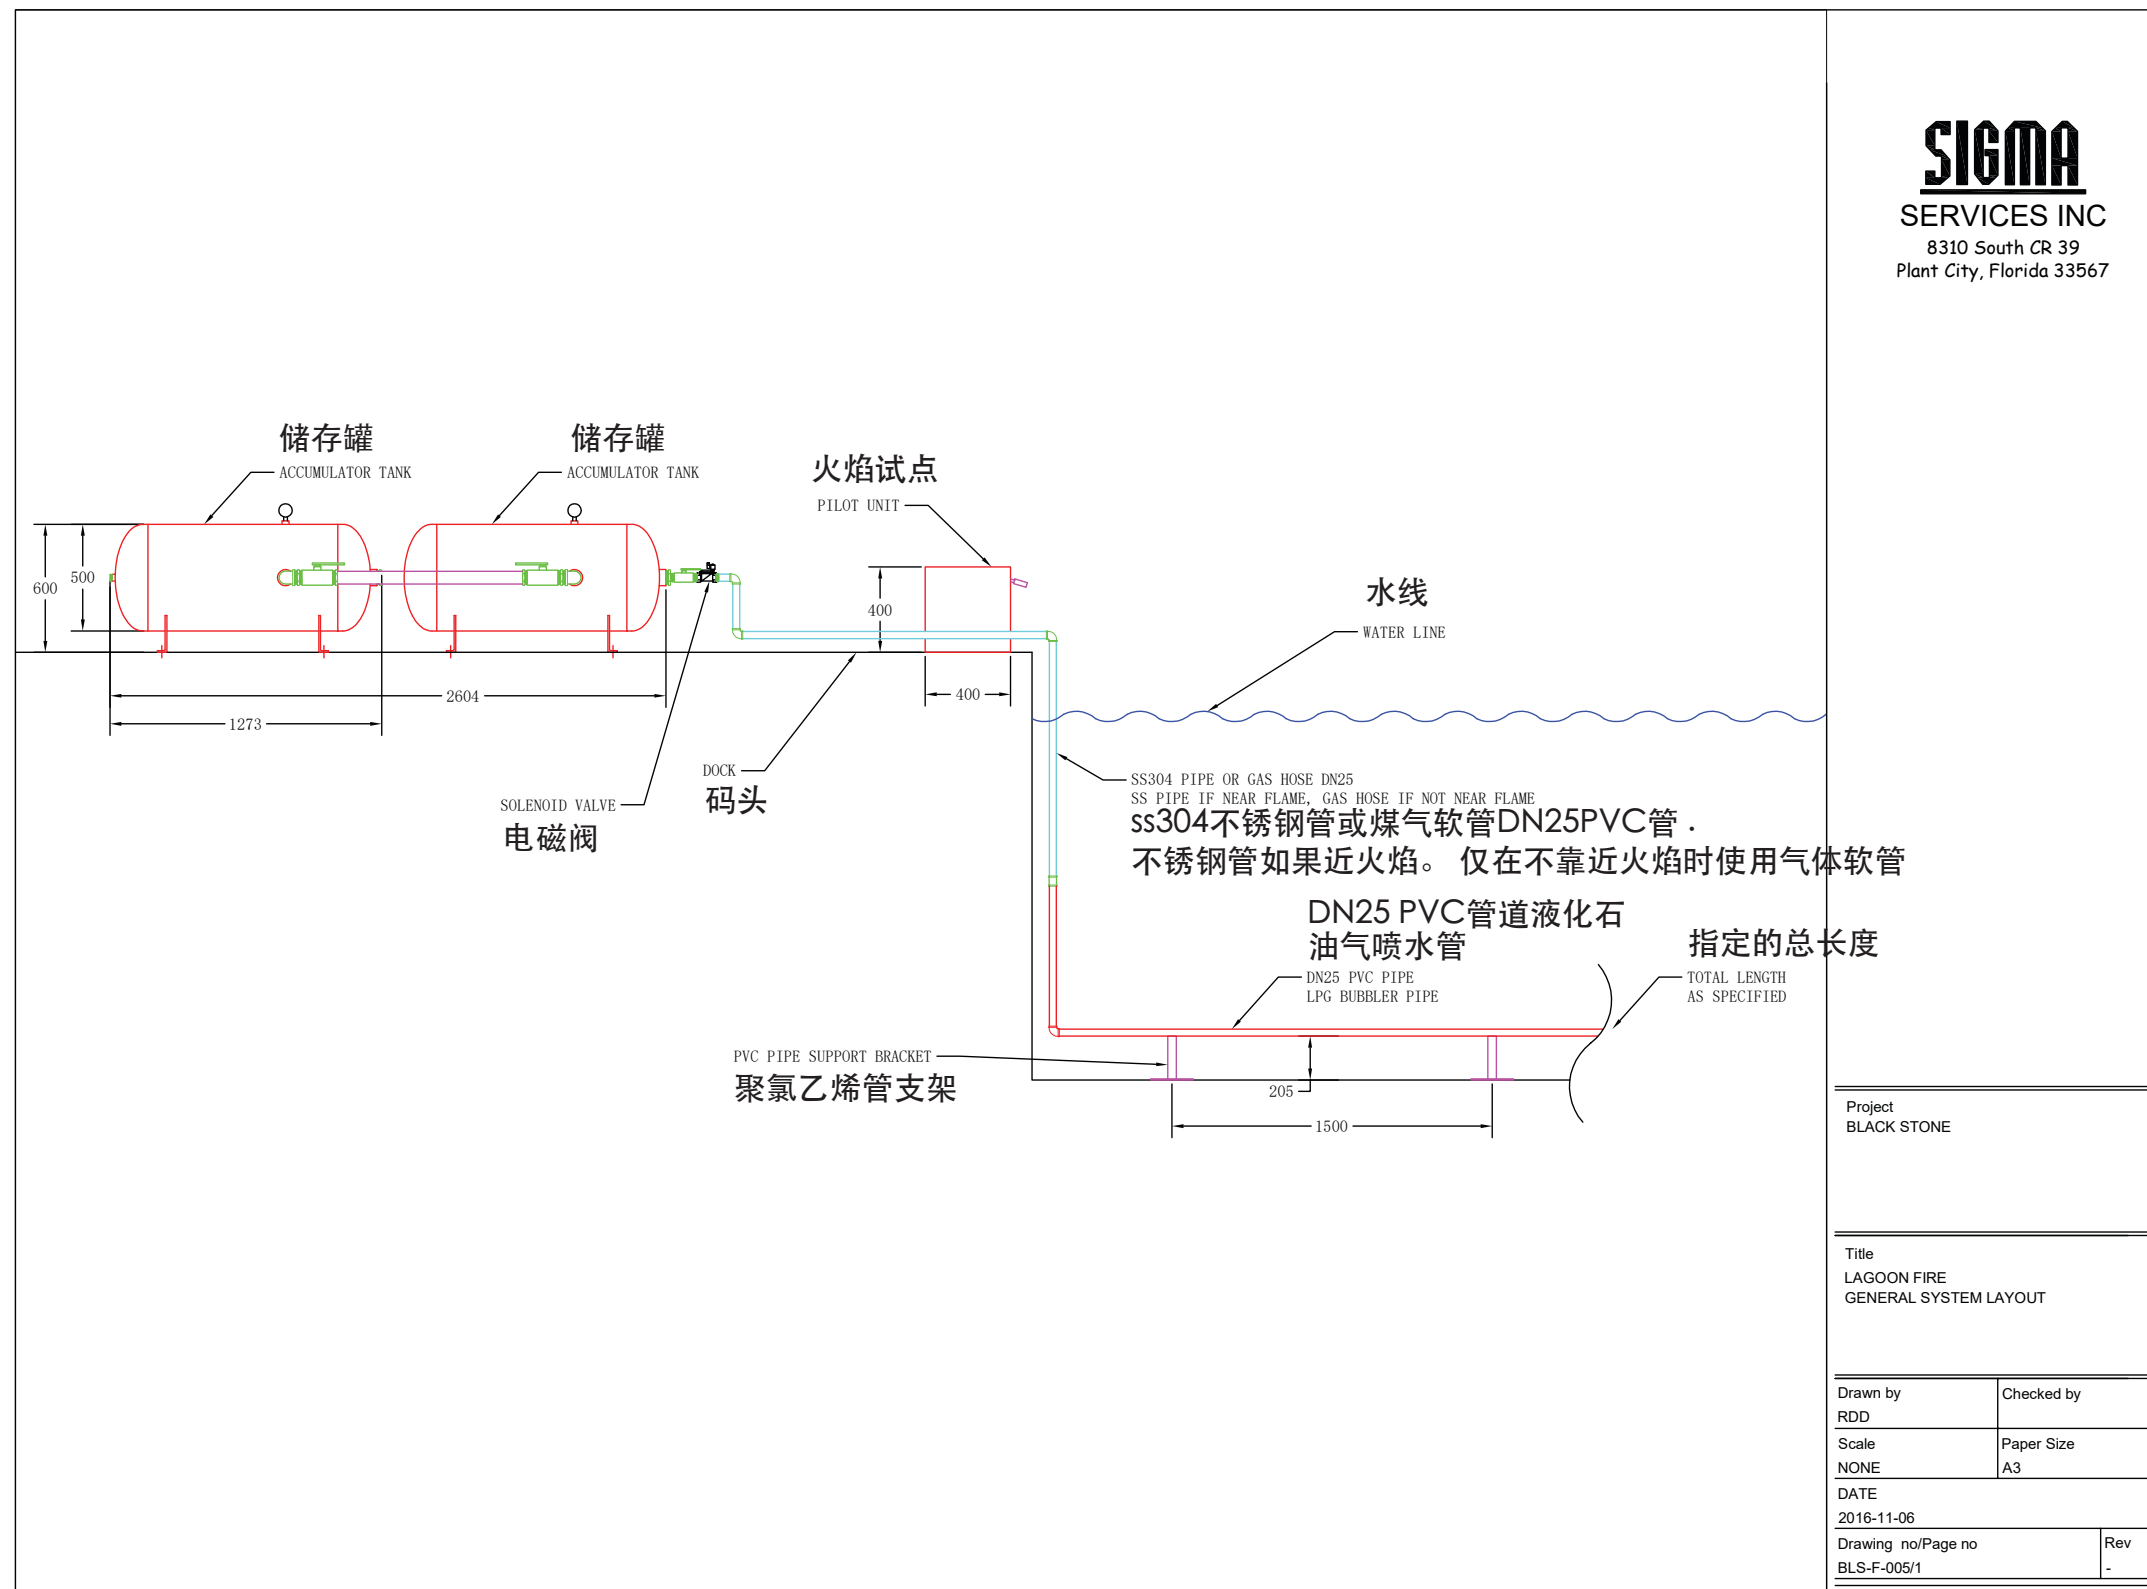 SIGMA
SERVICES INC
8310 South CR 39
Plant City, Florida 33567
储存罐
ACCUMULATOR TANK
储存罐
ACCUMULATOR TANK
火焰试点
PILOT UNIT
600
500
400
400
2604
1273
水线
WATER LINE
DOCK
码头
SOLENOID VALVE
电磁阀
SS304 PIPE OR GAS HOSE DN25
SS PIPE IF NEAR FLAME, GAS HOSE IF NOT NEAR FLAME
ss304不锈钢管或煤气软管DN25PVC管 .
不锈钢管如果近火焰。 仅在不靠近火焰时使用气体软管
DN25 PVC管道液化石
油气喷水管
DN25 PVC PIPE
LPG BUBBLER PIPE
指定的总长度
TOTAL LENGTH
AS SPECIFIED
PVC PIPE SUPPORT BRACKET
聚氯乙烯管支架
205
1500
Project
BLACK STONE
Title
LAGOON FIRE
GENERAL SYSTEM LAYOUT
Drawn by
RDD
Checked by
Scale
NONE
Paper Size
A3
DATE
2016-11-06
Drawing no/Page no
BLS-F-005/1
Rev
-